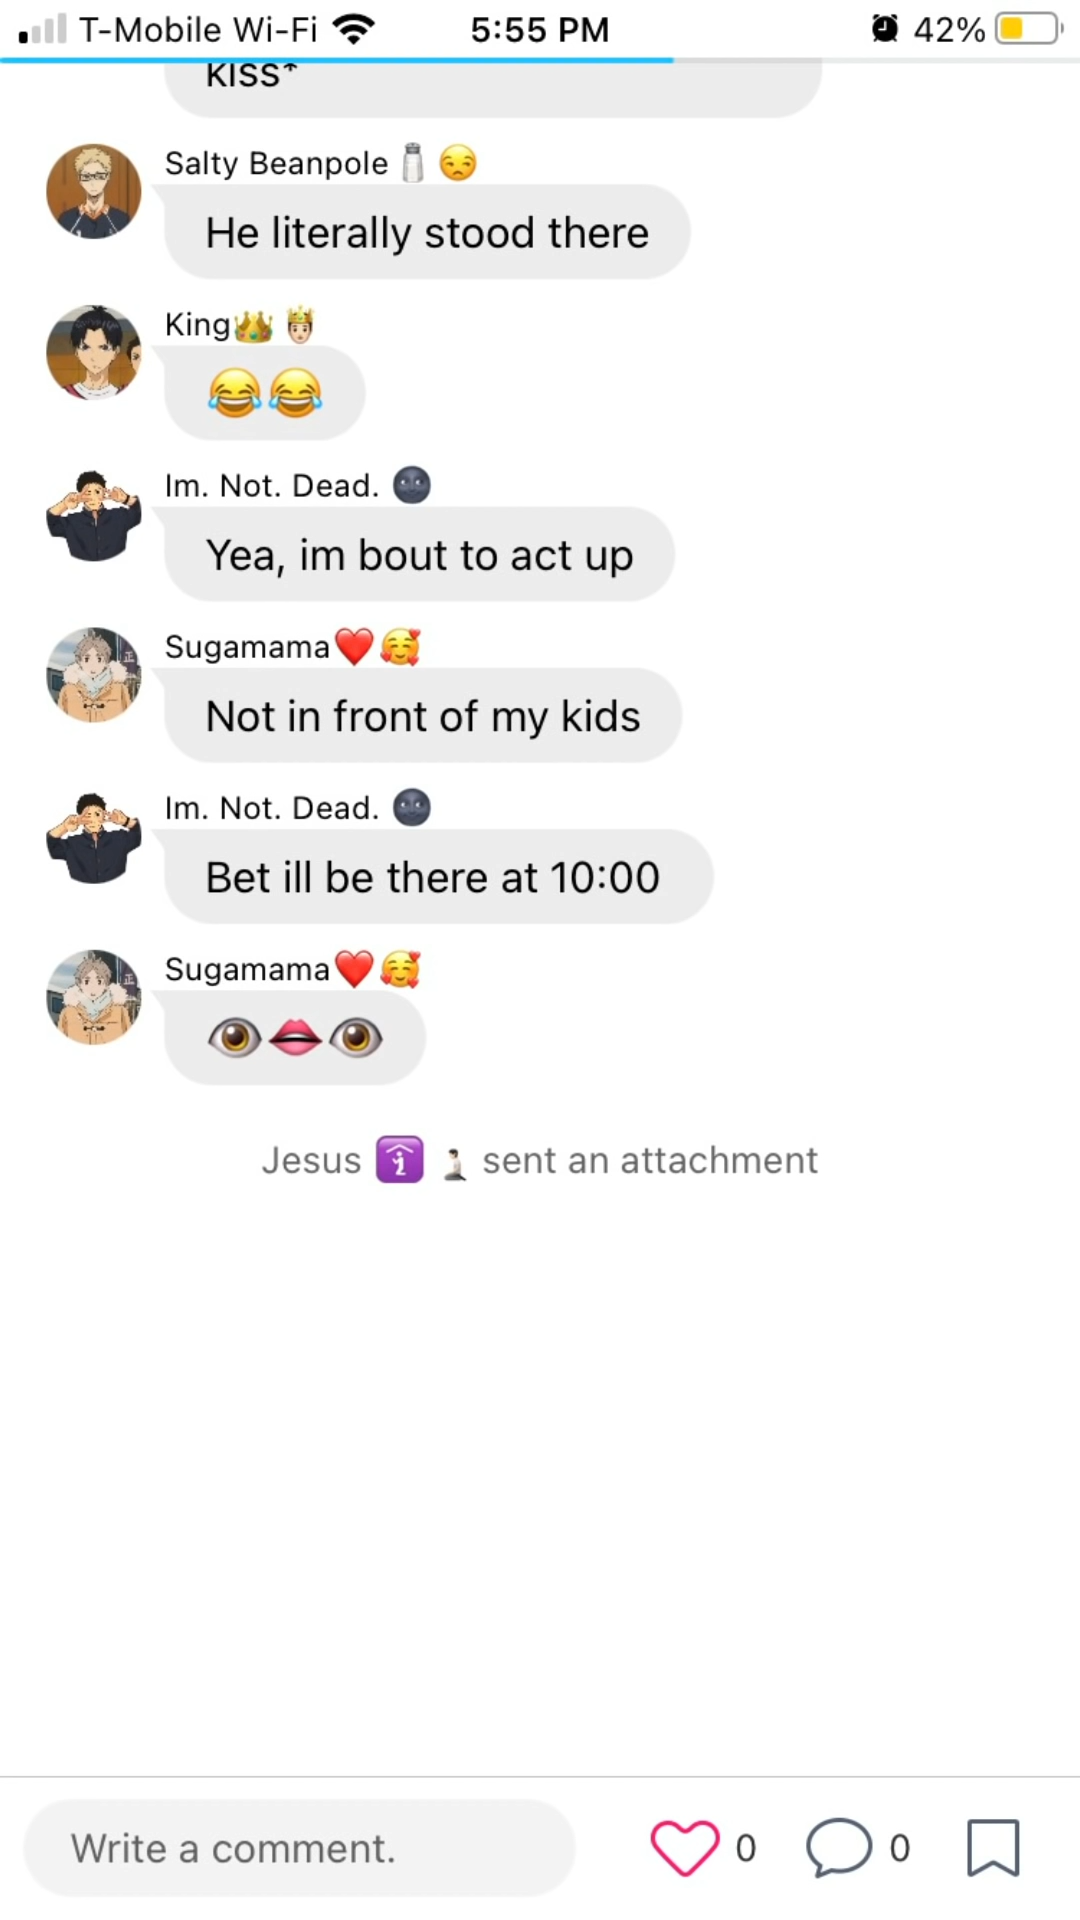 T-Mobile Wi-Fi 5:55 PM 42%
KISS*
Salty Beanpole
He literally stood there
King
Im. Not. Dead.
Yea, im bout to act up
Sugamama
Not in front of my kids
Im. Not. Dead.
Bet ill be there at 10:00
Sugamama
Jesus sent an attachment
Write a comment. 0 0